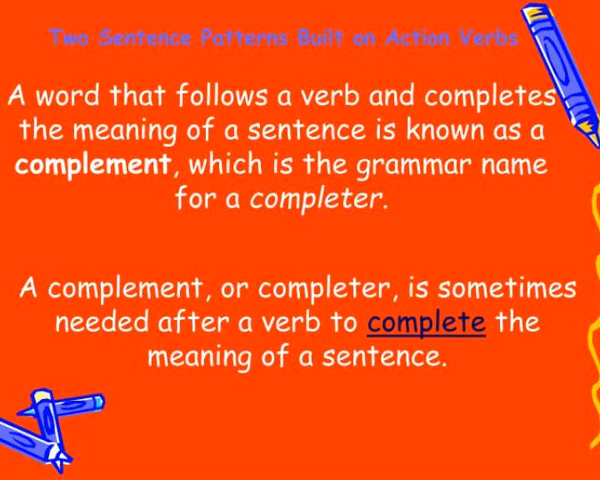 Two Sentence Patterns Built on Action Verbs
A word that follows a verb and completes
the meaning of a sentence is known as a
complement, which is the grammar name
for a completer.
A complement, or completer, is sometimes
needed after a verb to complete the
meaning of a sentence.